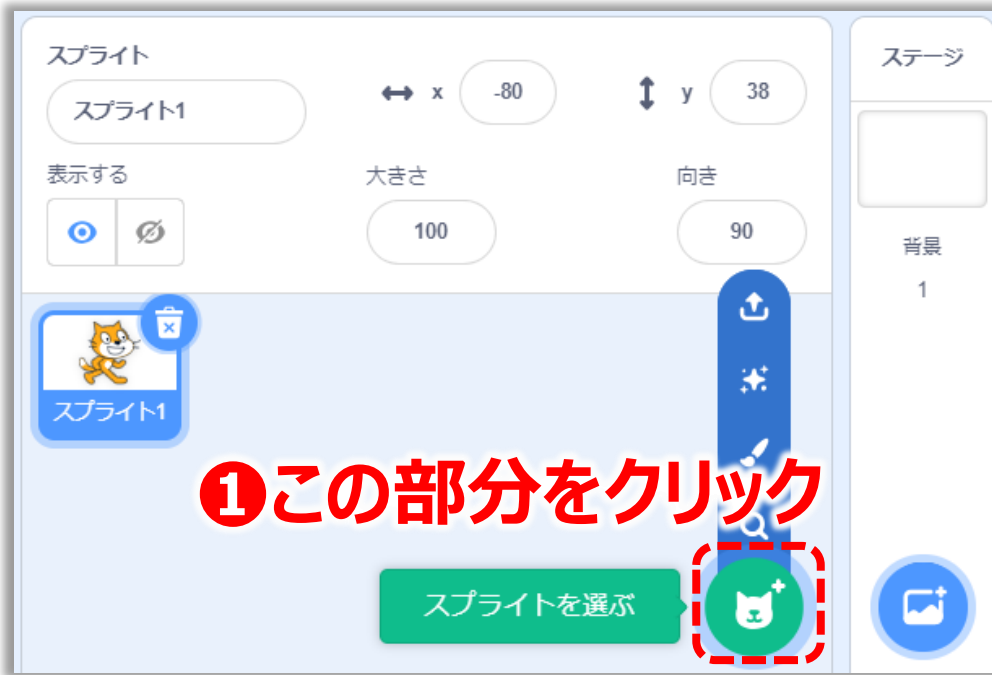 スプライト
スプライト1
x
-80
y
38
ステージ
表示する
大きさ
100
向き
90
背景
1
スプライト1
❶この部分をクリック
スプライトを選ぶ